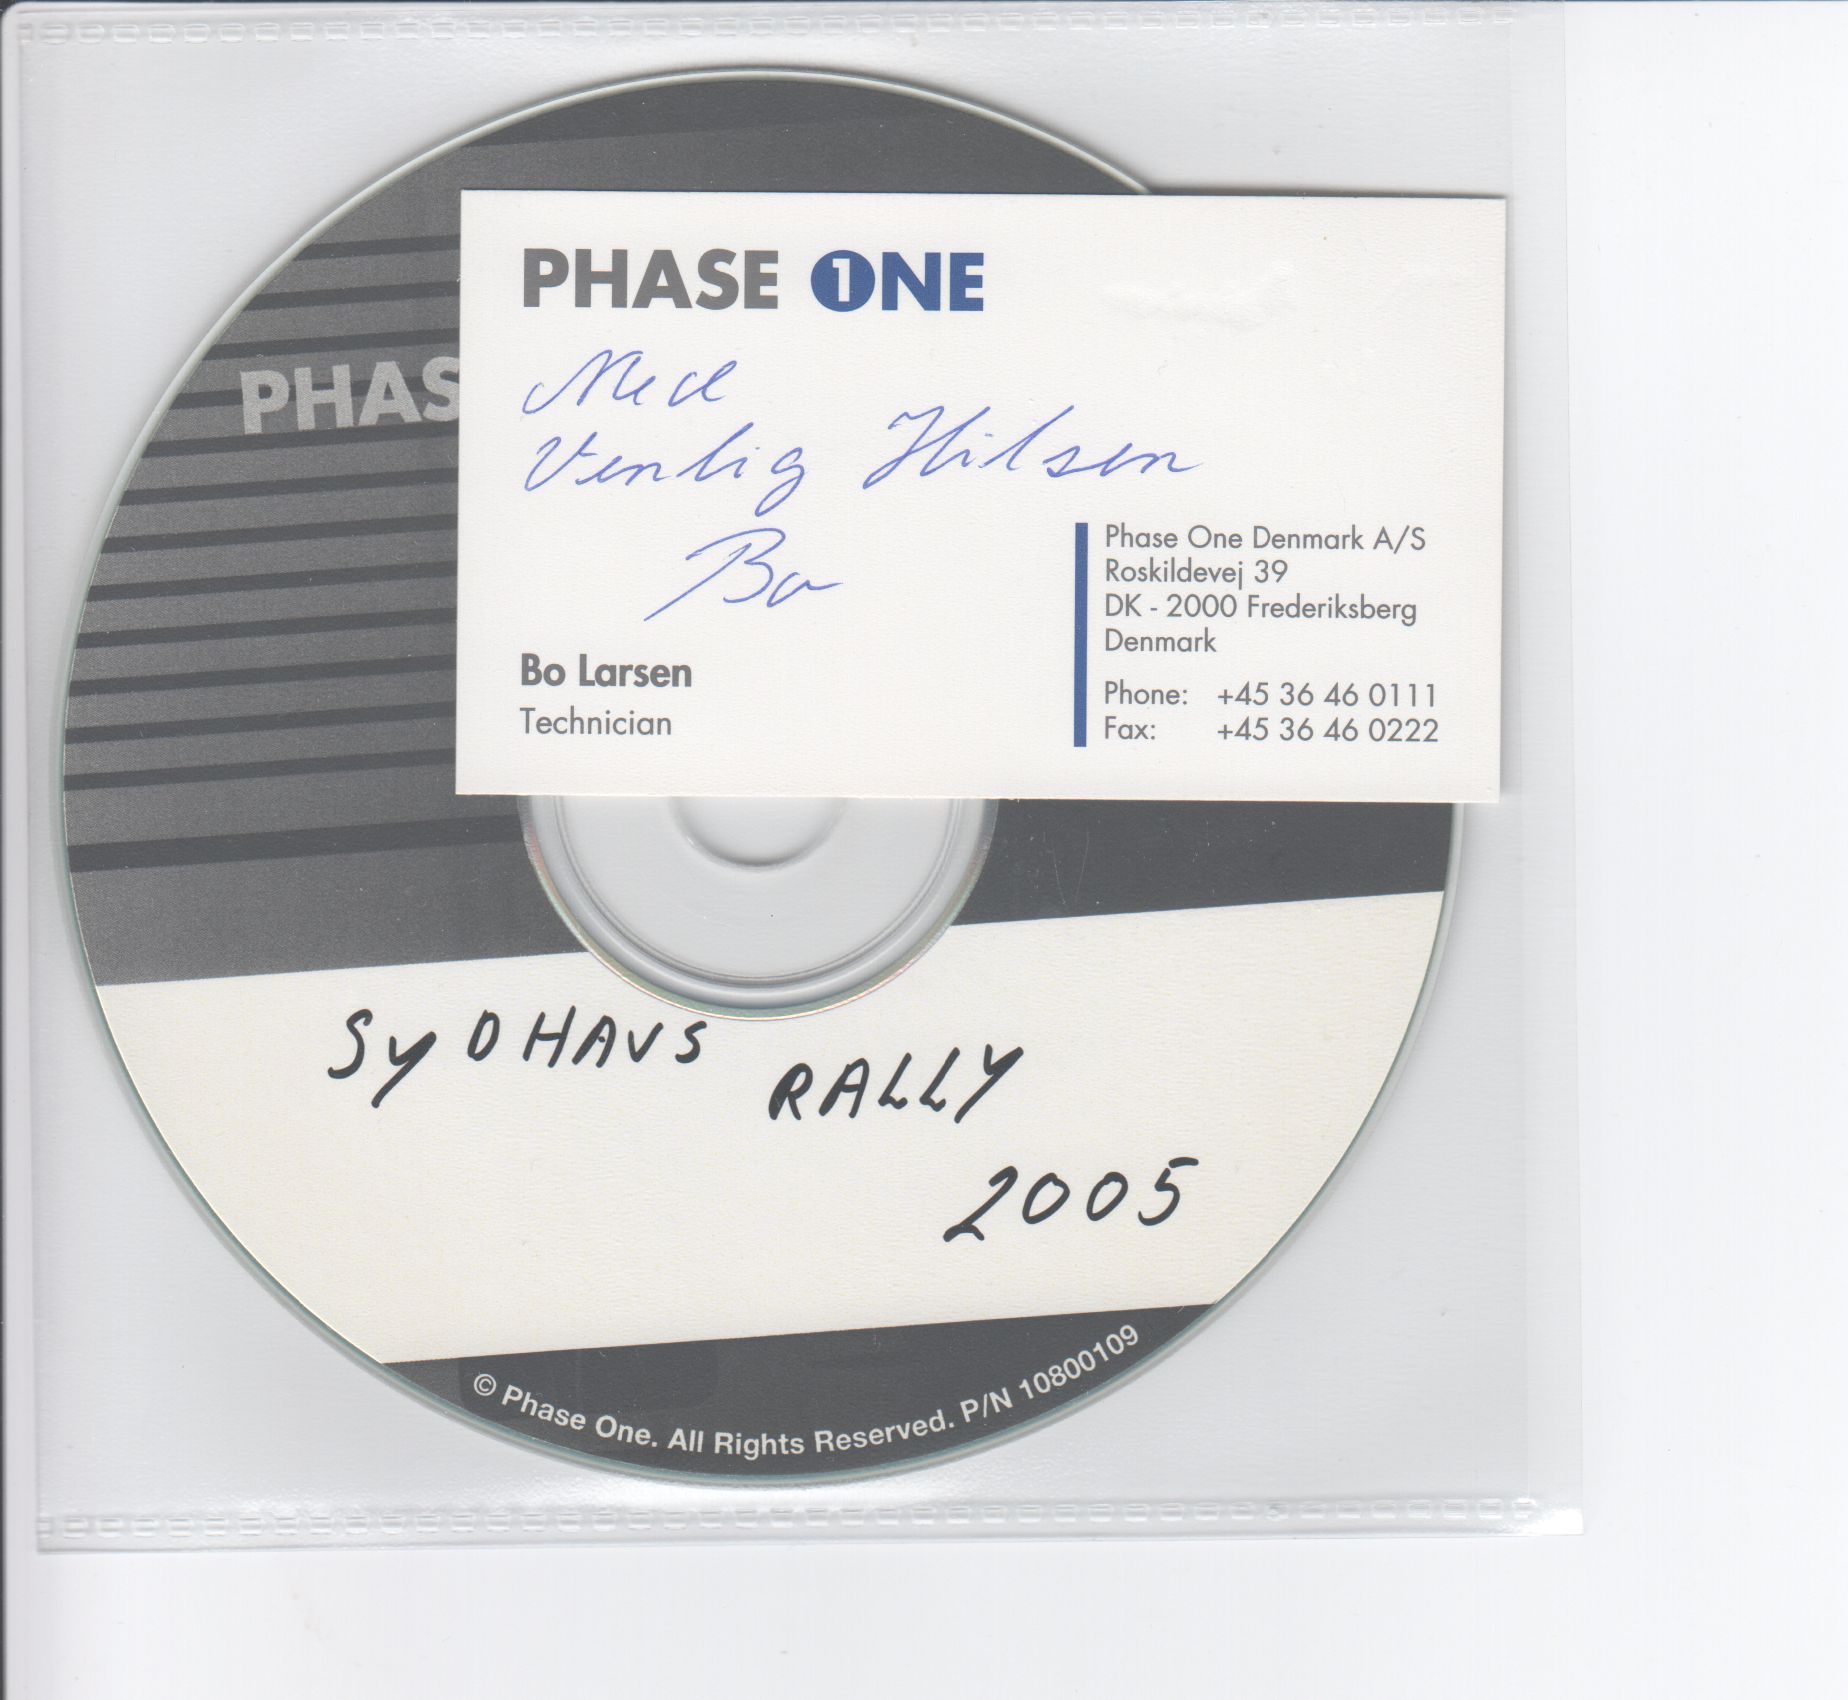 PHASE ONE
Med
Venlig Hilsen
Bo
Bo Larsen
Technician
Phase One Denmark A/S
Roskildevej 39
DK - 2000 Frederiksberg
Denmark
Phone: +45 36 46 0111
Fax: +45 36 46 0222
PHAS
SYDHAVS
RALLY
2005
© Phase One. All Rights Reserved. P/N 10800109